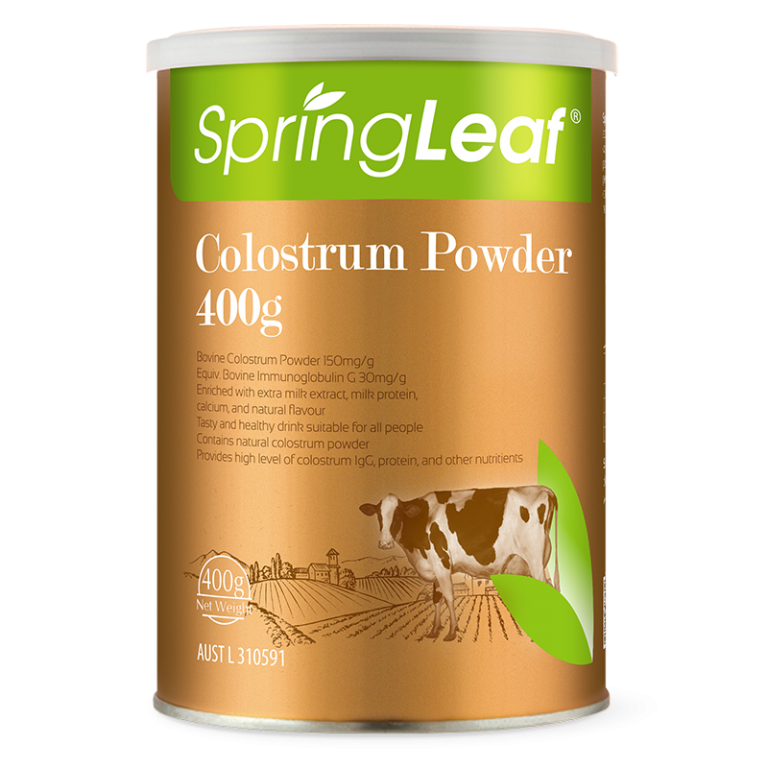 SpringLeaf®
Colostrum Powder
400g
Bovine Colostrum Powder 150mg/g
Equiv. Bovine Immunoglobulin G 30mg/g
Enriched with extra milk extract, milk protein,
calcium, and natural flavour
Tasty and healthy drink suitable for all people
Contains natural colostrum powder
Provides high level of colostrum IgG, protein, and other nutritients
400g
Net Weight
AUST L 310591